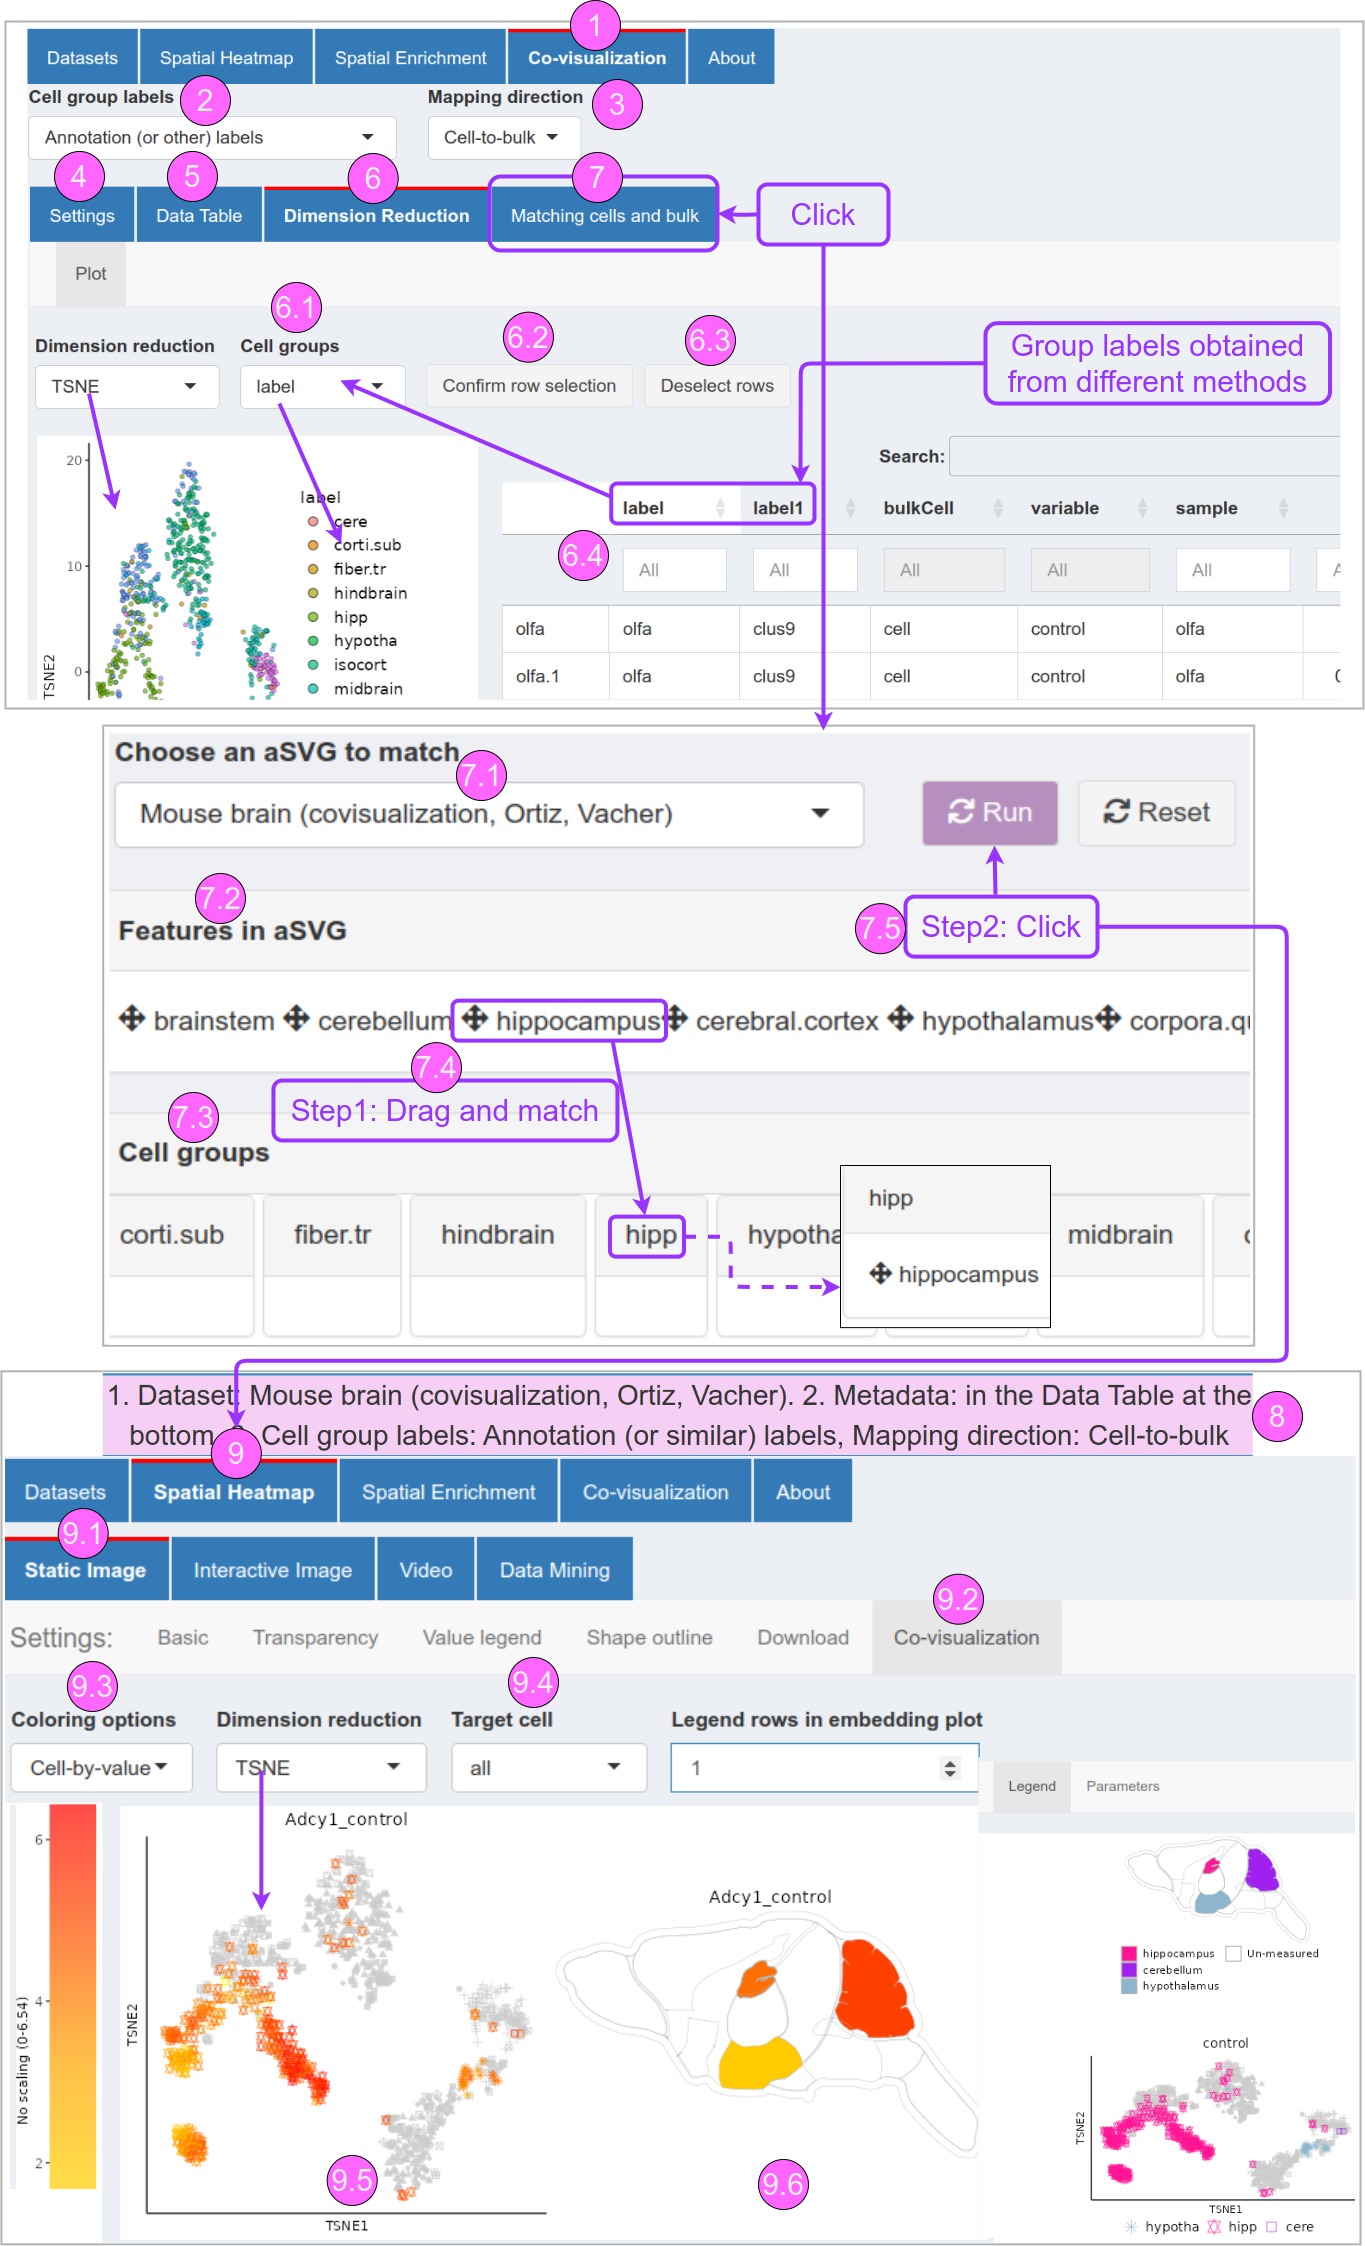 1
Datasets Spatial Heatmap Spatial Enrichment Co-visualization About
Cell group labels 2 Mapping direction 3
Annotation (or other) labels Cell-to-bulk
4 5 6 7
Settings Data Table Dimension Reduction Matching cells and bulk Click
Plot
6.1 6.2 6.3
Group labels obtained
from different methods
Dimension reduction Cell groups
TSNE label Confirm row selection Deselect rows
Search:
20
10
0
TSNE2
label
cere
corti.sub
fiber.tr
hindbrain
hipp
hypotha
isocort
midbrain
label label1 bulkCell variable sample
6.4 All All All All All
olfa olfa clus9 cell control olfa
olfa.1 olfa clus9 cell control olfa
Choose an aSVG to match 7.1
Mouse brain (covisualization, Ortiz, Vacher) Run Reset
7.2
Features in aSVG 7.5 Step2: Click
brainstem cerebellum hippocampus cerebral.cortex hypothalamus
7.4
7.3 Step1: Drag and match
Cell groups
corti.sub fiber.tr hindbrain hipp midbrain
hipp
hippocampus
1. Dataset: Mouse brain (covisualization, Ortiz, Vacher). 2. Metadata: in the Data Table at the
bottom Cell group labels: Annotation (or similar) labels, Mapping direction: Cell-to-bulk
8
9
Datasets Spatial Heatmap Spatial Enrichment Co-visualization About
9.1
Static Image Interactive Image Video Data Mining
9.2
Settings: Basic Transparency Value legend Shape outline Download Co-visualization
9.3 9.4
Coloring options Dimension reduction Target cell Legend rows in embedding plot
Cell-by-value TSNE all 1
Legend Parameters
6
4
2
No scaling (0-6.54)
Adcy1_control
TSNE2
TSNE1
9.5
Adcy1_control
9.6
hippocampus Un-measured
cerebellum
hypothalamus
control
TSNE2
TSNE1
hypotha hipp cere